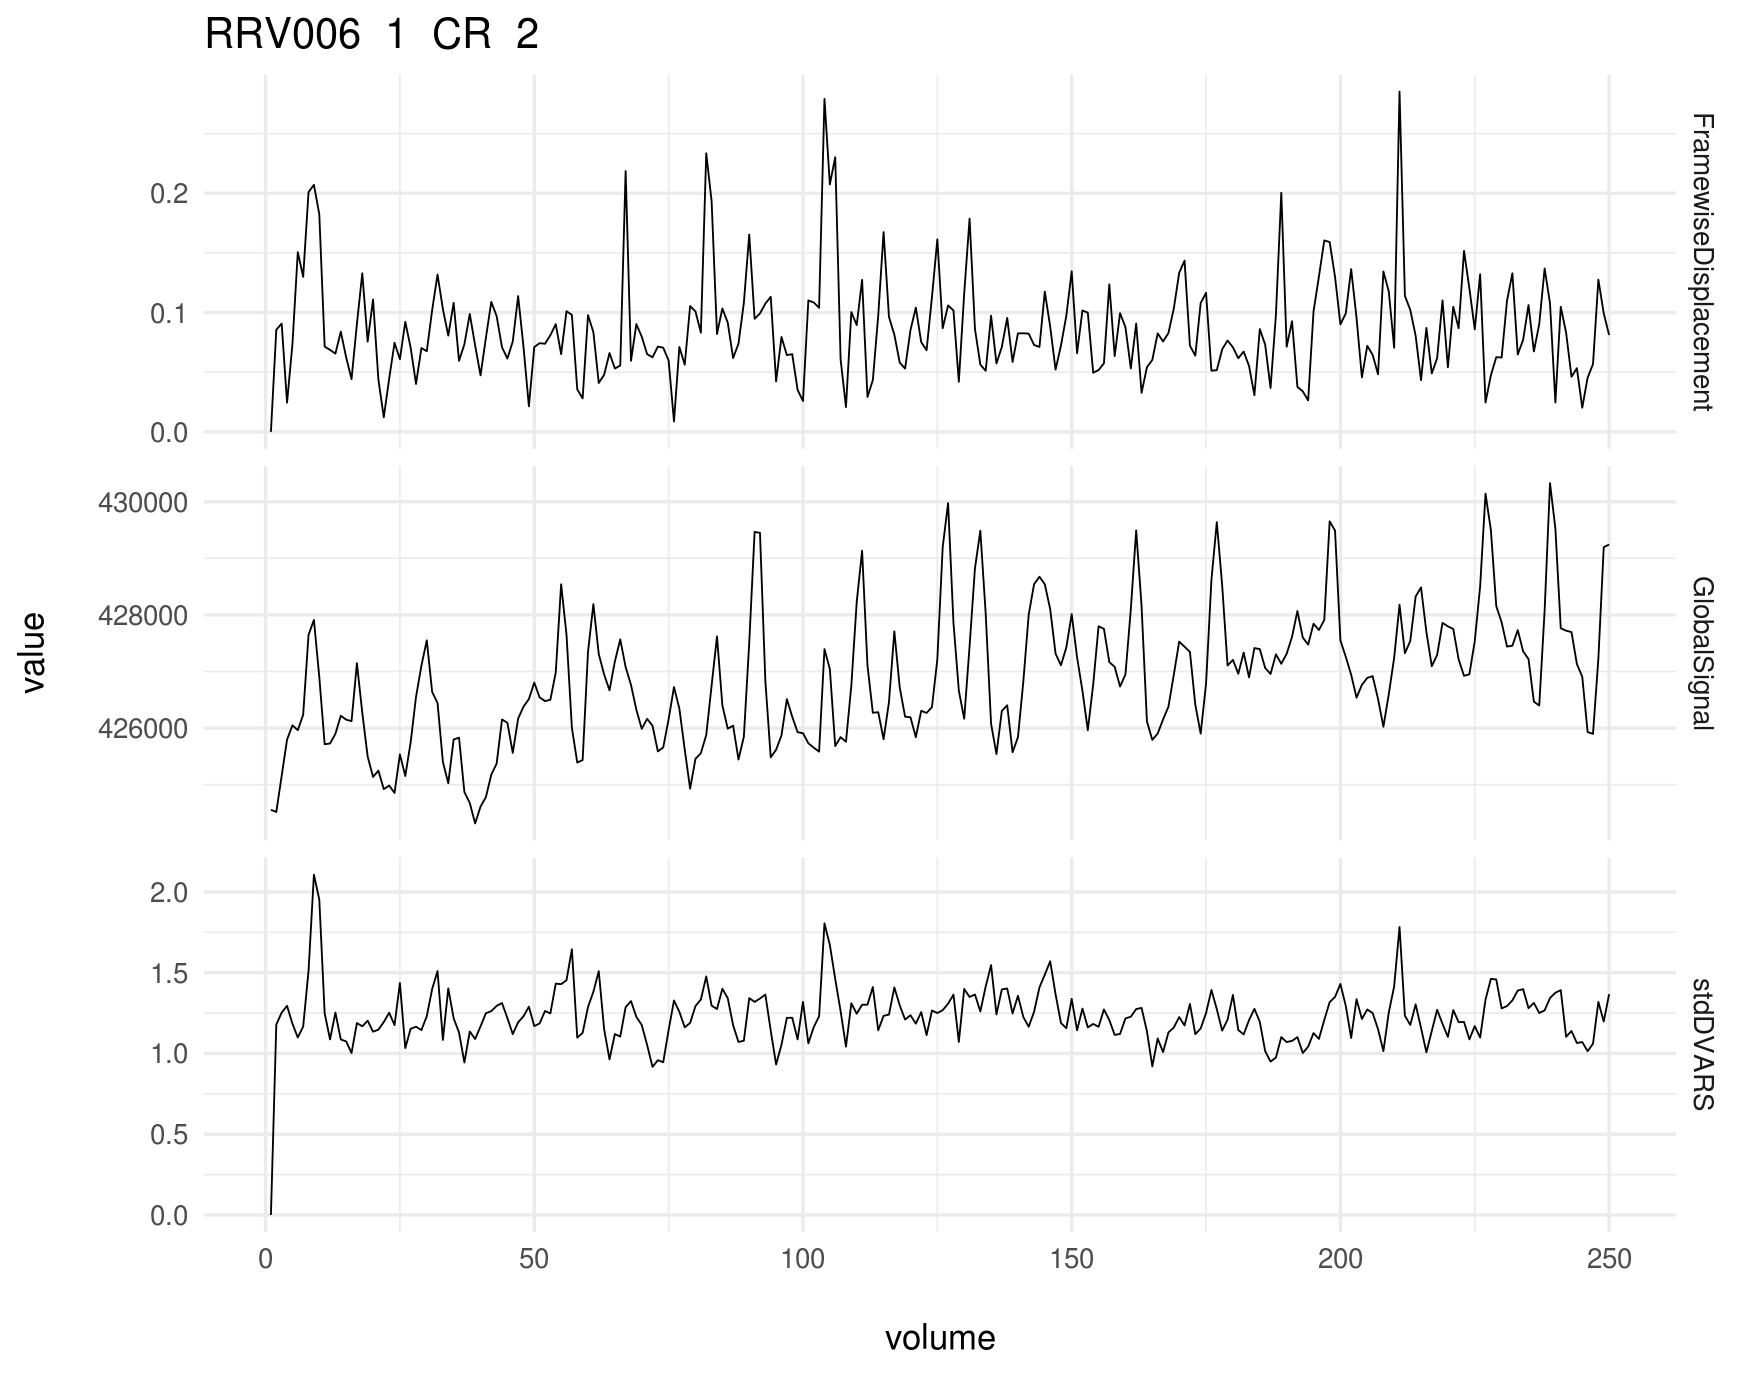 RRV006 1 CR 2
value
0.2
0.1
0.0
FramewiseDisplacement
430000
428000
426000
GlobalSignal
2.0
1.5
1.0
0.5
0.0
stdDVARS
0 50 100 150 200 250
volume